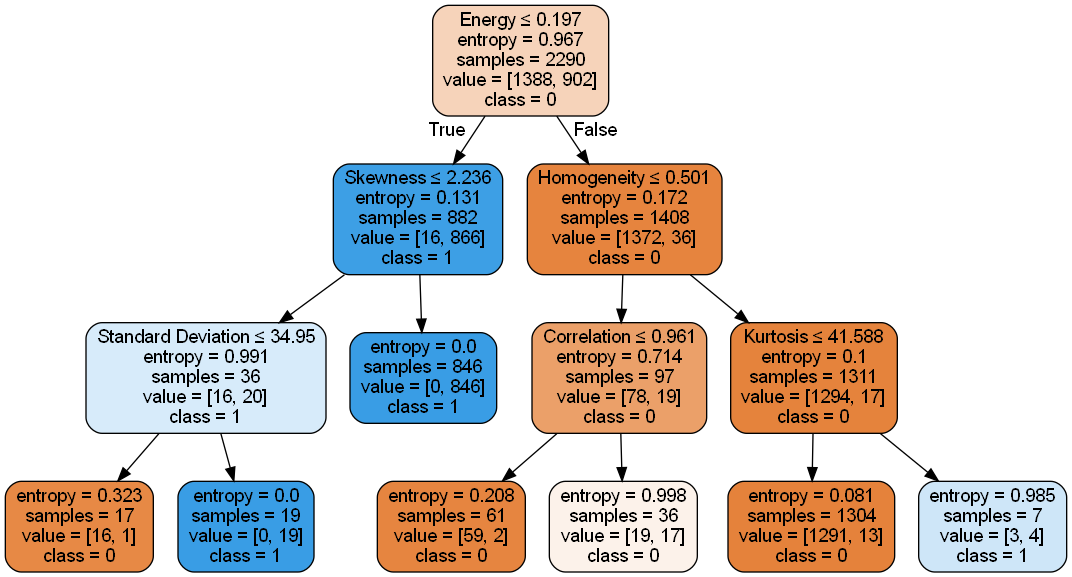 Energy ≤ 0.197
entropy = 0.967
samples = 2290
value = [1388, 902]
class = 0
True
False
Skewness ≤ 2.236
entropy = 0.131
samples = 882
value = [16, 866]
class = 1
Homogeneity ≤ 0.501
entropy = 0.172
samples = 1408
value = [1372, 36]
class = 0
Standard Deviation ≤ 34.95
entropy = 0.991
samples = 36
value = [16, 20]
class = 1
entropy = 0.0
samples = 846
value = [0, 846]
class = 1
Correlation ≤ 0.961
entropy = 0.714
samples = 97
value = [78, 19]
class = 0
Kurtosis ≤ 41.588
entropy = 0.1
samples = 1311
value = [1294, 17]
class = 0
entropy = 0.323
samples = 17
value = [16, 1]
class = 0
entropy = 0.0
samples = 19
value = [0, 19]
class = 1
entropy = 0.208
samples = 61
value = [59, 2]
class = 0
entropy = 0.998
samples = 36
value = [19, 17]
class = 0
entropy = 0.081
samples = 1304
value = [1291, 13]
class = 0
entropy = 0.985
samples = 7
value = [3, 4]
class = 1